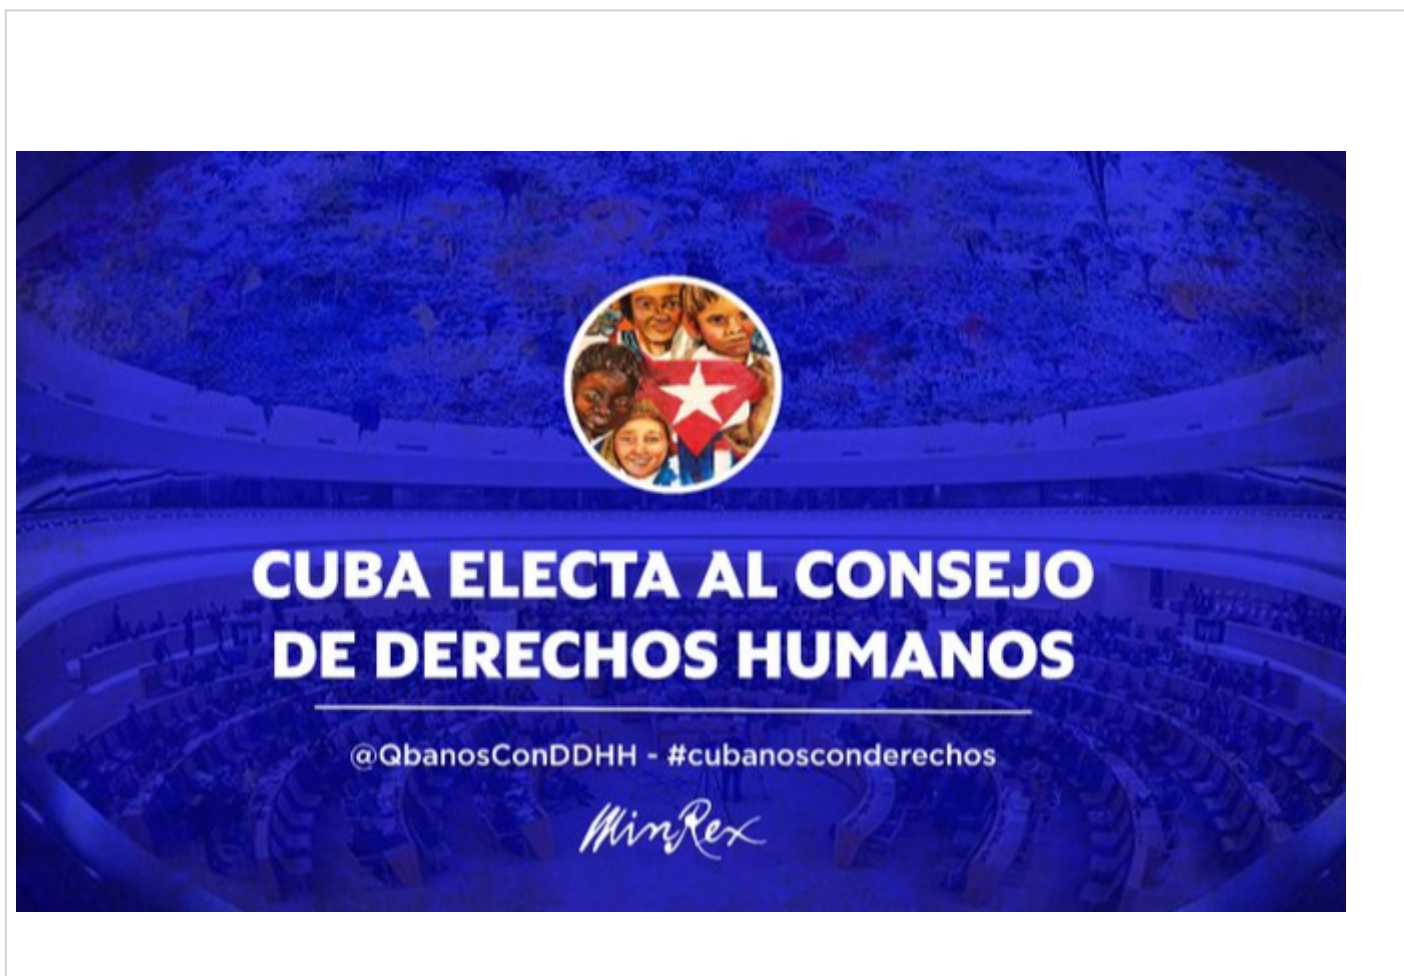 CUBA ELECTA AL CONSEJO
DE DERECHOS HUMANOS
@QbanosConDDHH - #cubanosconderechos
MinRex